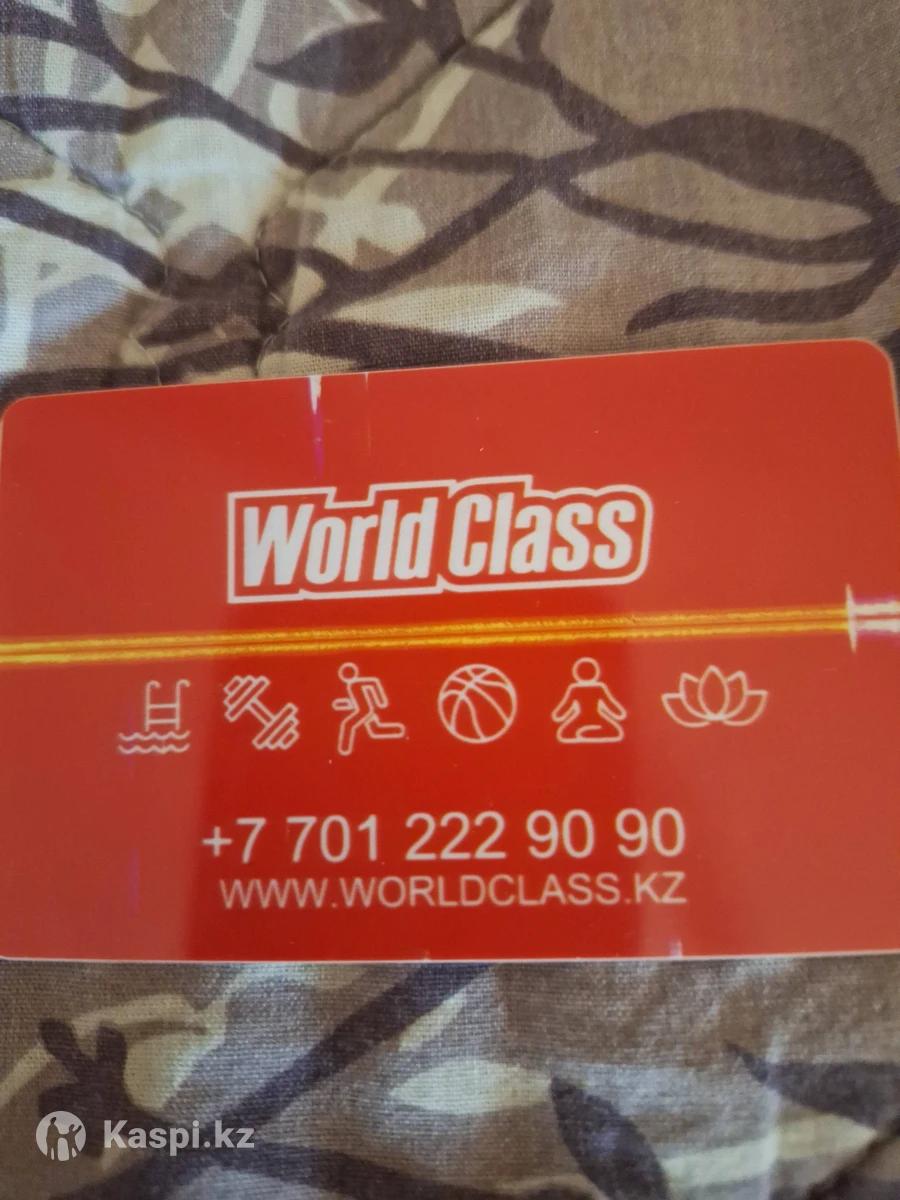 World Class
+7 701 222 90 90
WWW.WORLDCLASS.KZ
Kaspi.kz